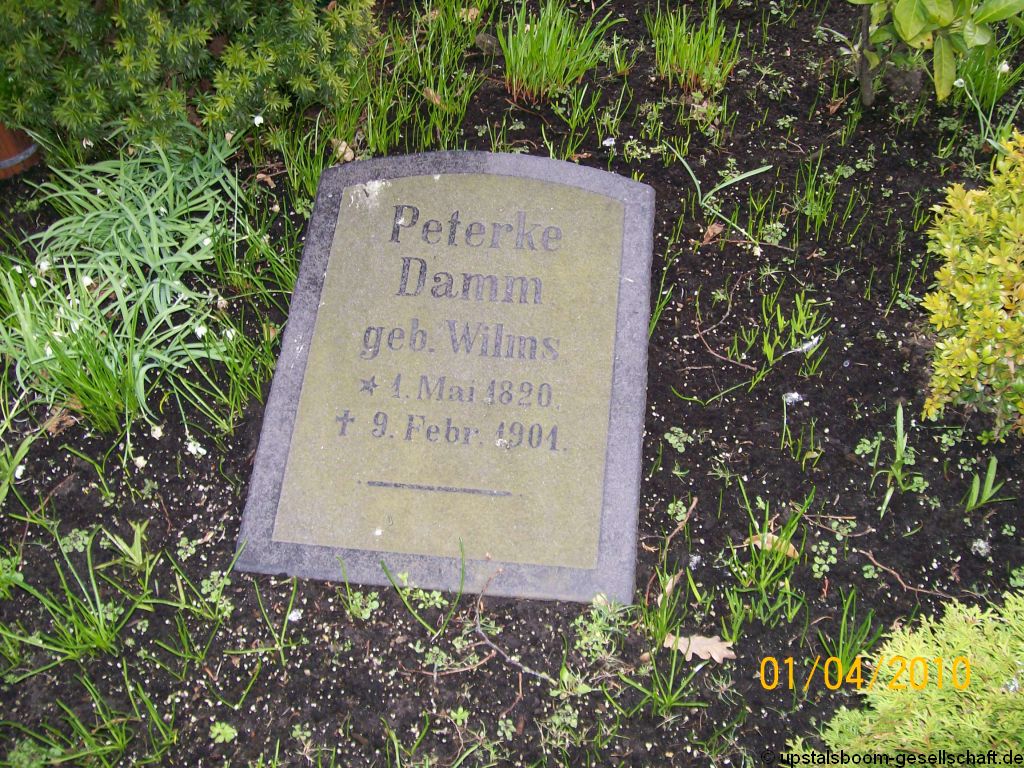 Peterke
Damm
geb. Wilms
* 1. Mai 1820.
† 9. Febr. 1901.
01/04/2010
© upstalsboom-gesellschaft.de